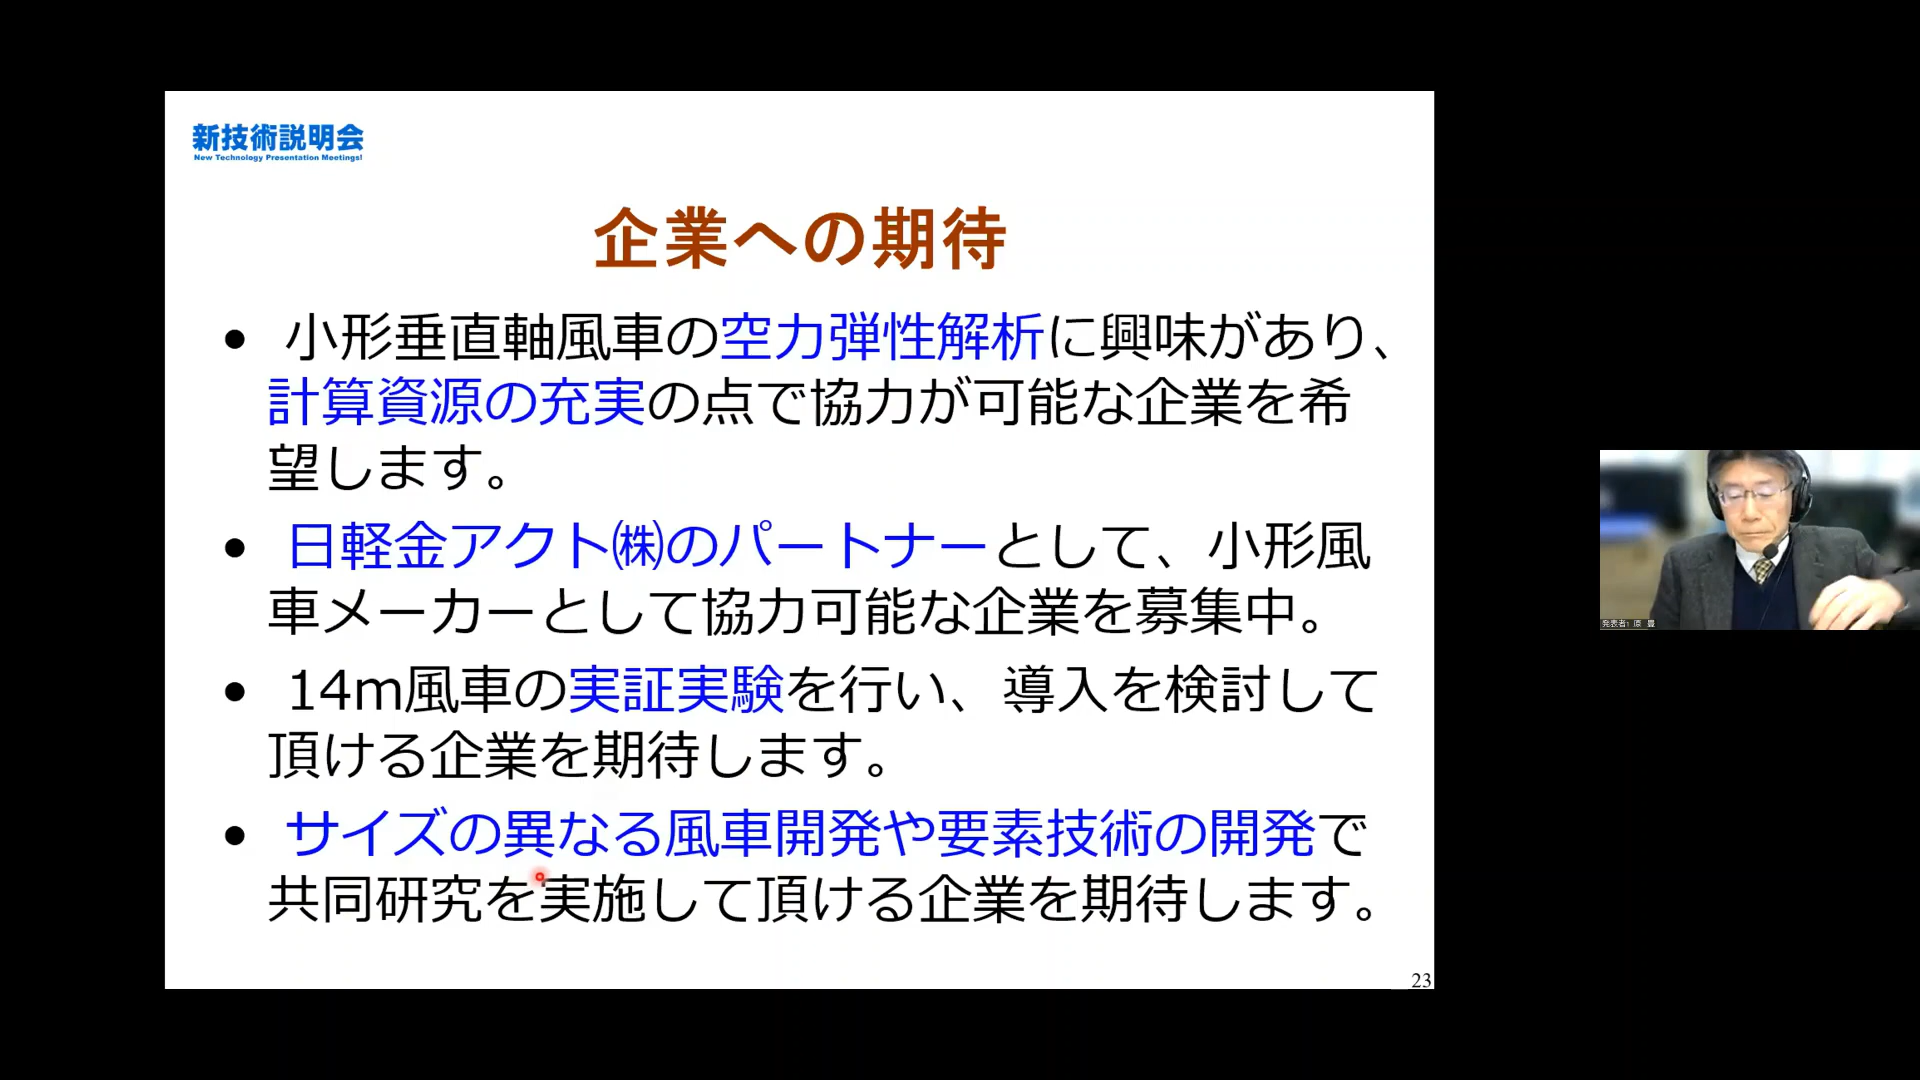 新技術説明会
New Technology Presentation Meetings!
企業への期待
● 小形垂直軸風車の空力弾性解析に興味があり、
計算資源の充実の点で協力が可能な企業を希
望します。
● 日軽金アクト㈱のパートナーとして、小形風
車メーカーとして協力可能な企業を募集中。
● 14m風車の実証実験を行い、導入を検討して
頂ける企業を期待します。
● サイズの異なる風車開発や要素技術の開発で
共同研究を実施して頂ける企業を期待します。
23
発表者1 原 豊